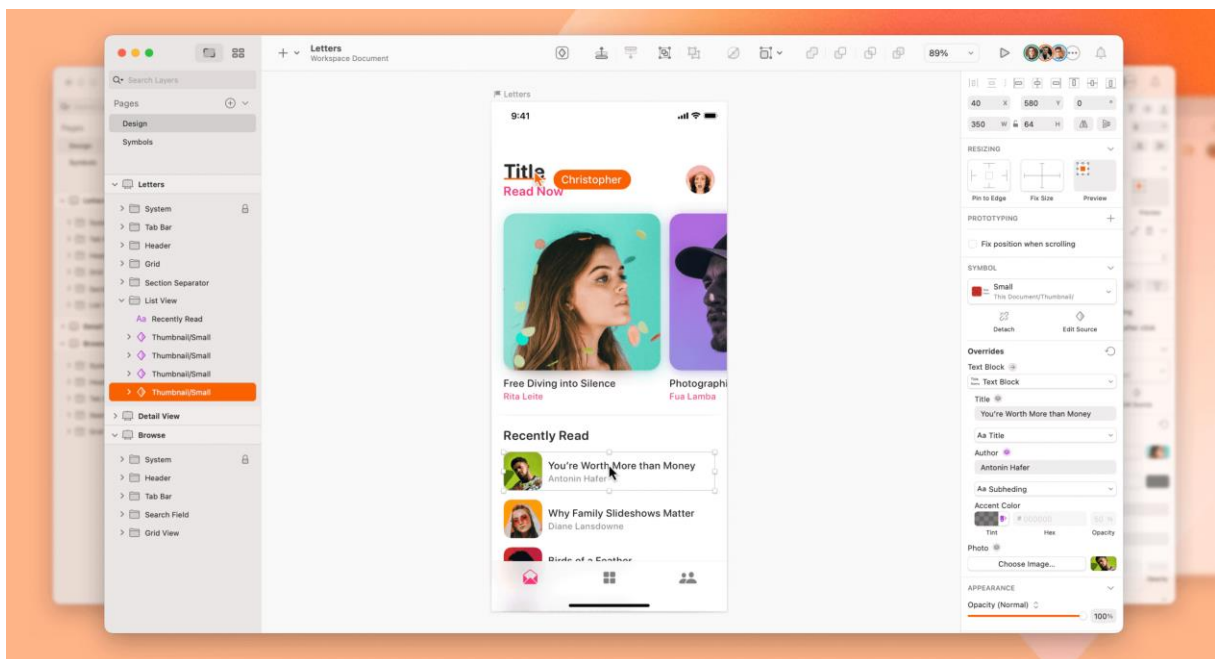 Letters
Workspace Document
89%
Search Layers
Pages
Design
Symbols
Letters
System
Tab Bar
Header
Grid
Section Separator
List View
Aa Recently Read
Thumbnail/Small
Thumbnail/Small
Thumbnail/Small
Thumbnail/Small
Detail View
Browse
System
Header
Tab Bar
Search Field
Grid View
Letters
9:41
Title
Christopher
Read Now
Free Diving into Silence
Rita Leite
Photographi
Fua Lamba
Recently Read
You're Worth More than Money
Antonin Hafer
Why Family Slideshows Matter
Diane Lansdowne
Birds of a Feather
40 X 580 Y 0 °
350 W 64 H
RESIZING
Pin to Edge Fix Size Preview
PROTOTYPING
Fix position when scrolling
SYMBOL
Small
This Document/Thumbnail/
Detach Edit Source
Overrides
Text Block
Text Block
Title
You're Worth More than Money
Aa Title
Author
Antonin Hafer
Aa Subheding
Accent Color
# 000000 50 %
Tint Hex Opacity
Photo
Choose Image...
APPEARANCE
Opacity (Normal)
100%